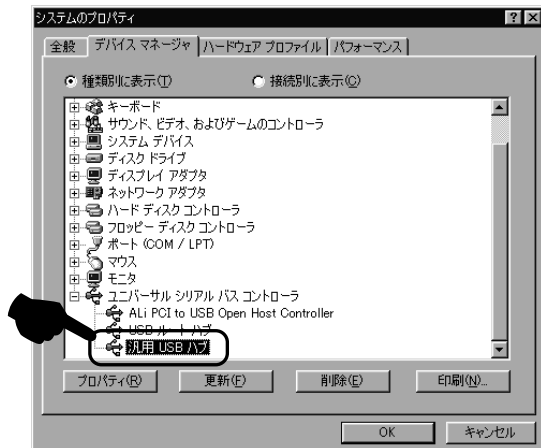 システムのプロパティ
全般 デバイス マネージャ ハードウェア プロファイル パフォーマンス
種類別に表示(T) 接続別に表示(C)
キーボード
サウンド、ビデオ、およびゲームのコントローラ
システム デバイス
ディスク ドライブ
ディスプレイ アダプタ
ネットワーク アダプタ
ハード ディスク コントローラ
フロッピー ディスク コントローラ
ポート (COM / LPT)
マウス
モニタ
ユニバーサル シリアル バス コントローラ
ALi PCI to USB Open Host Controller
USB ルート ハブ
汎用 USB ハブ
プロパティ(R) 更新(F) 削除(E) 印刷(N)...
OK キャンセル